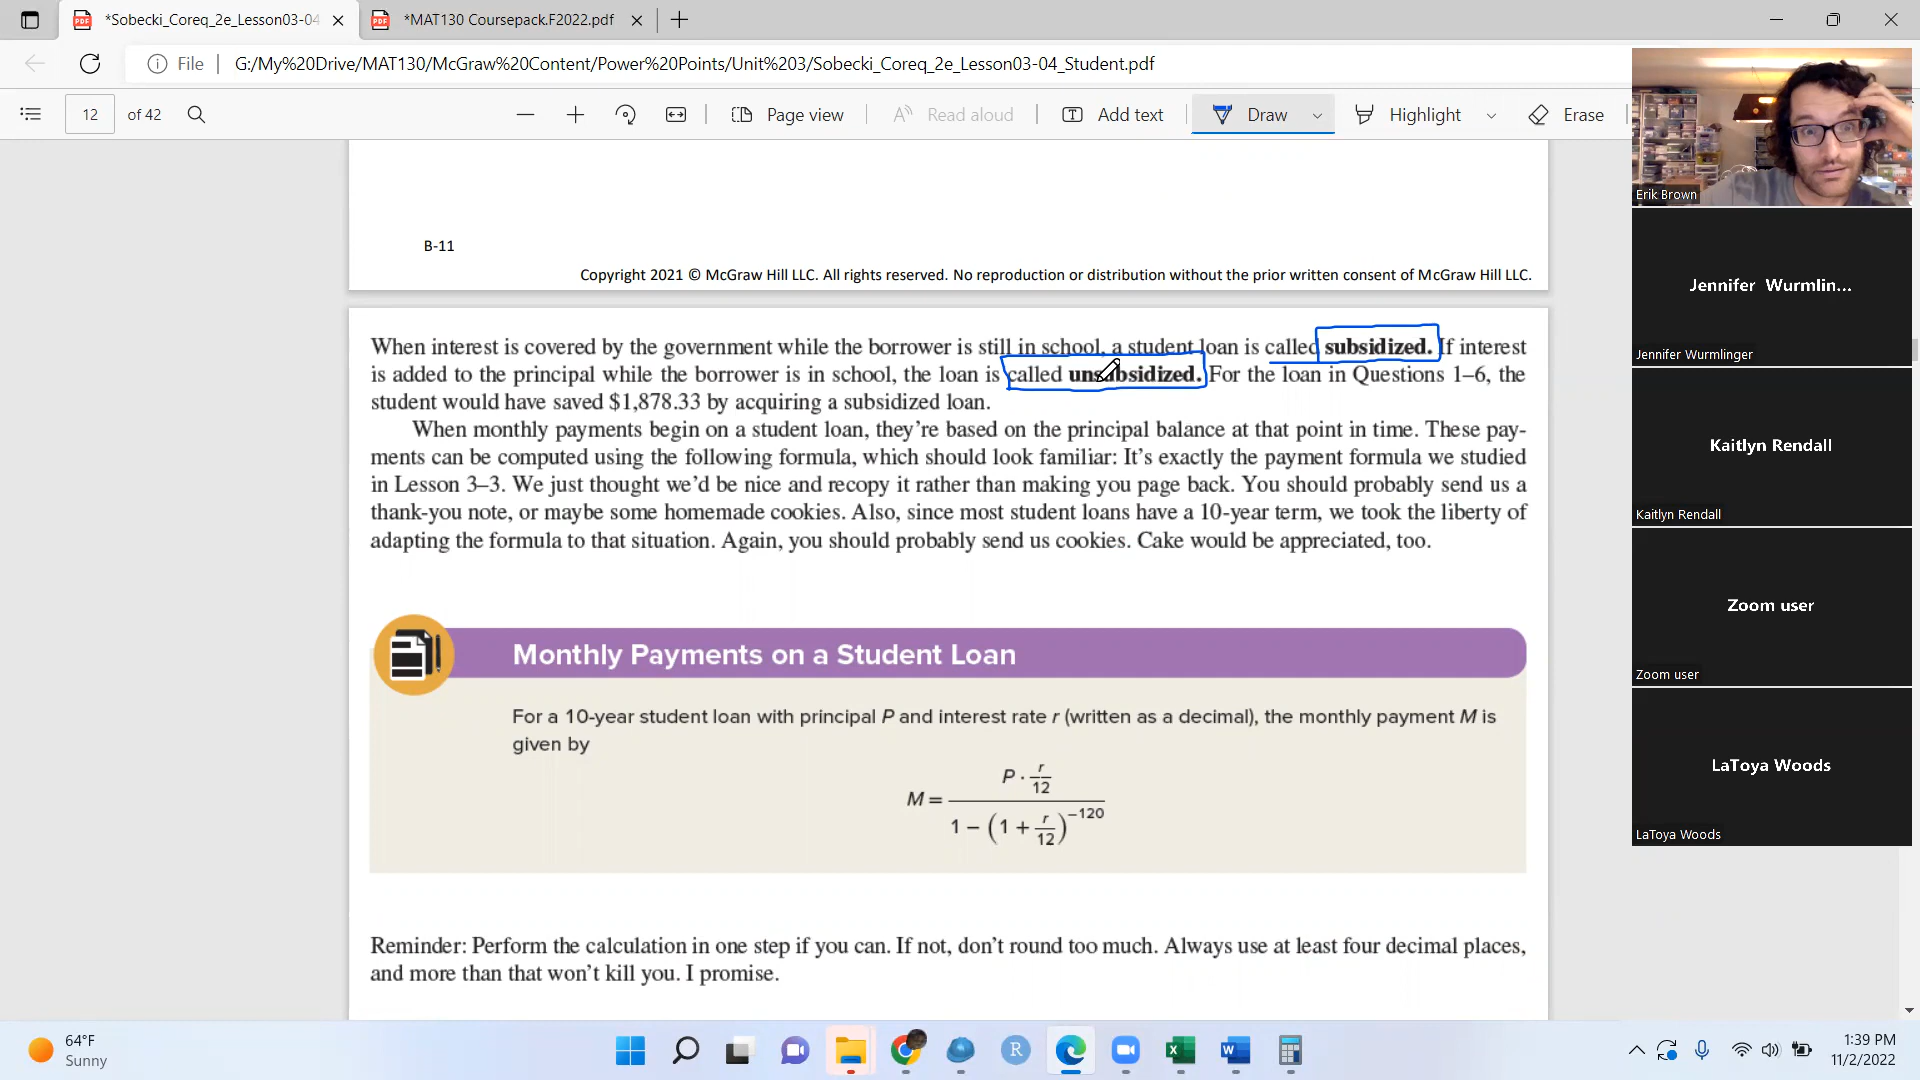 *Sobecki_Coreq_2e_Lesson03-04
*MAT130 Coursepack.F2022.pdf
File
G:/My%20Drive/MAT130/McGraw%20Content/Power%20Points/Unit%203/Sobecki_Coreq_2e_Lesson03-04_Student.pdf
12 of 42
Page view
Read aloud
Add text
Draw
Highlight
Erase
B-11
Copyright 2021 © McGraw Hill LLC. All rights reserved. No reproduction or distribution without the prior written consent of McGraw Hill LLC.
When interest is covered by the government while the borrower is still in school, a student loan is called subsidized. If interest
is added to the principal while the borrower is in school, the loan is called unsubsidized. For the loan in Questions 1–6, the
student would have saved $1,878.33 by acquiring a subsidized loan.
When monthly payments begin on a student loan, they're based on the principal balance at that point in time. These pay-
ments can be computed using the following formula, which should look familiar: It's exactly the payment formula we studied
in Lesson 3–3. We just thought we'd be nice and recopy it rather than making you page back. You should probably send us a
thank-you note, or maybe some homemade cookies. Also, since most student loans have a 10-year term, we took the liberty of
adapting the formula to that situation. Again, you should probably send us cookies. Cake would be appreciated, too.
Monthly Payments on a Student Loan
For a 10-year student loan with principal P and interest rate r (written as a decimal), the monthly payment M is
given by
P · r/12
M =
1 − (1 + r/12)^−120
Reminder: Perform the calculation in one step if you can. If not, don't round too much. Always use at least four decimal places,
and more than that won't kill you. I promise.
Erik Brown
Jennifer Wurmlin...
Jennifer Wurmlinger
Kaitlyn Rendall
Kaitlyn Rendall
Zoom user
Zoom user
LaToya Woods
LaToya Woods
64°F
Sunny
R
1:39 PM
11/2/2022